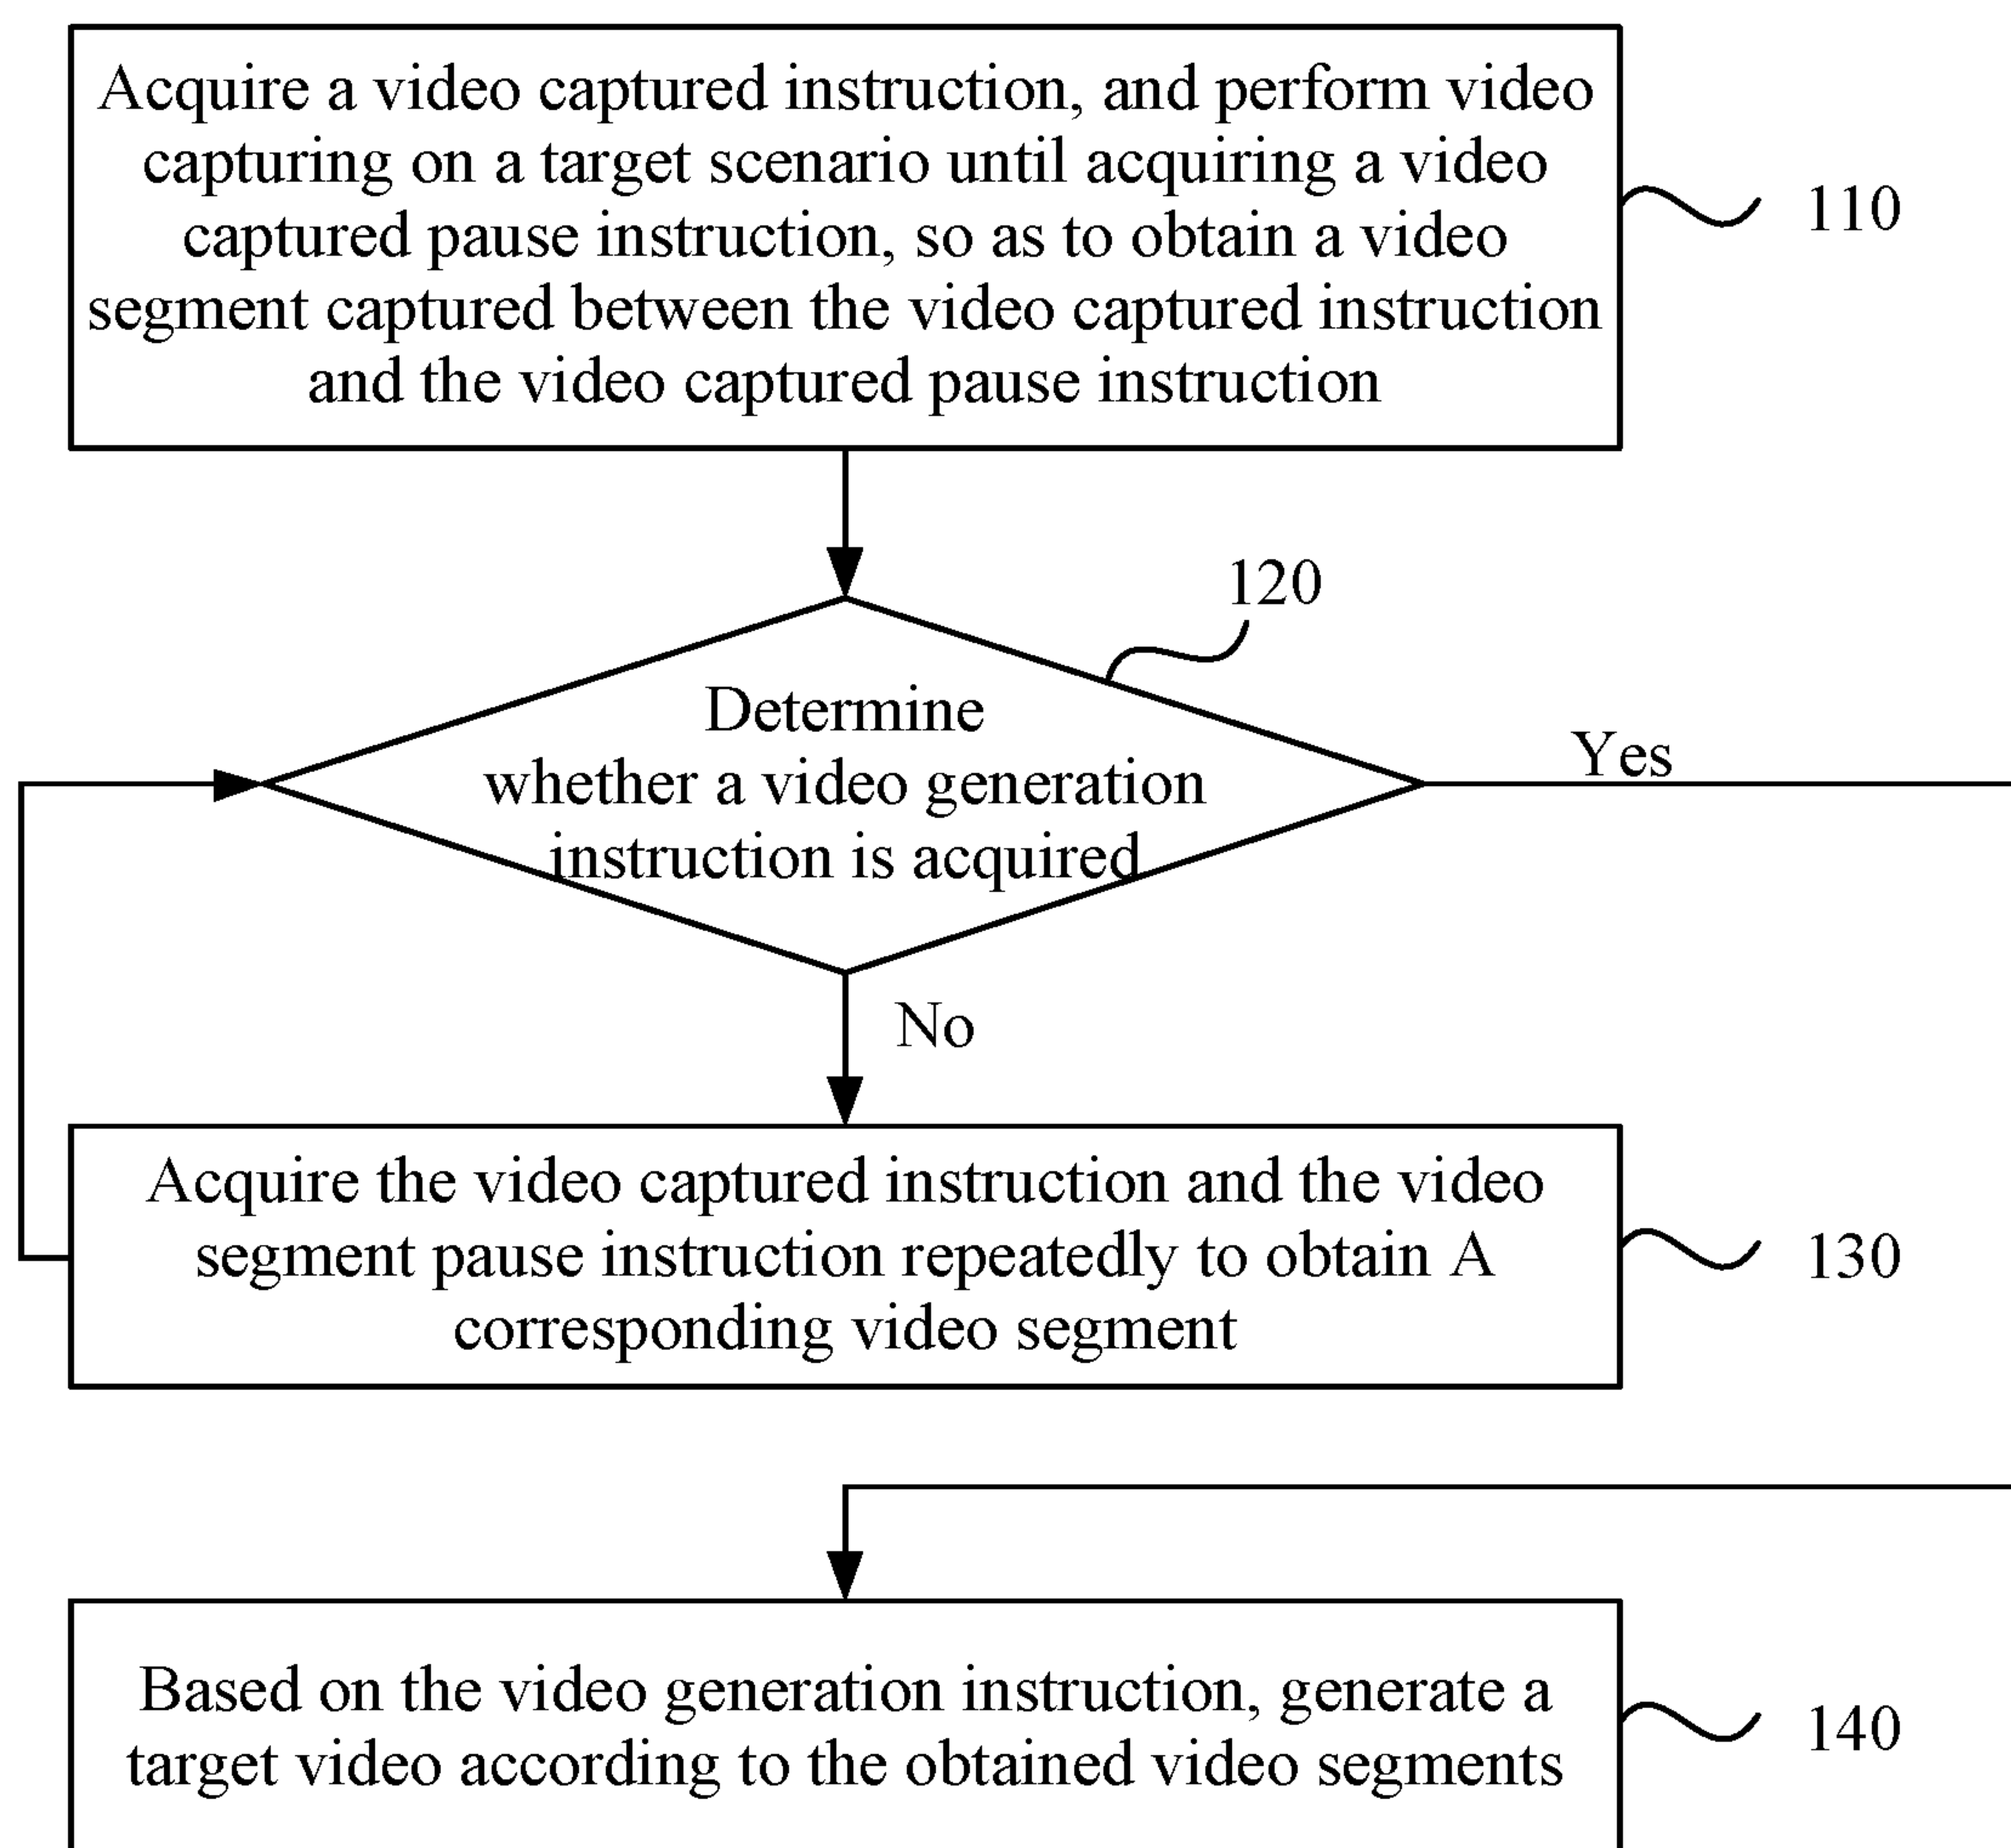 Acquire a video captured instruction, and perform video
capturing on a target scenario until acquiring a video
captured pause instruction, so as to obtain a video
segment captured between the video captured instruction
and the video captured pause instruction
110
120
Determine
whether a video generation
instruction is acquired
Yes
No
Acquire the video captured instruction and the video
segment pause instruction repeatedly to obtain A
corresponding video segment
130
Based on the video generation instruction, generate a
target video according to the obtained video segments
140